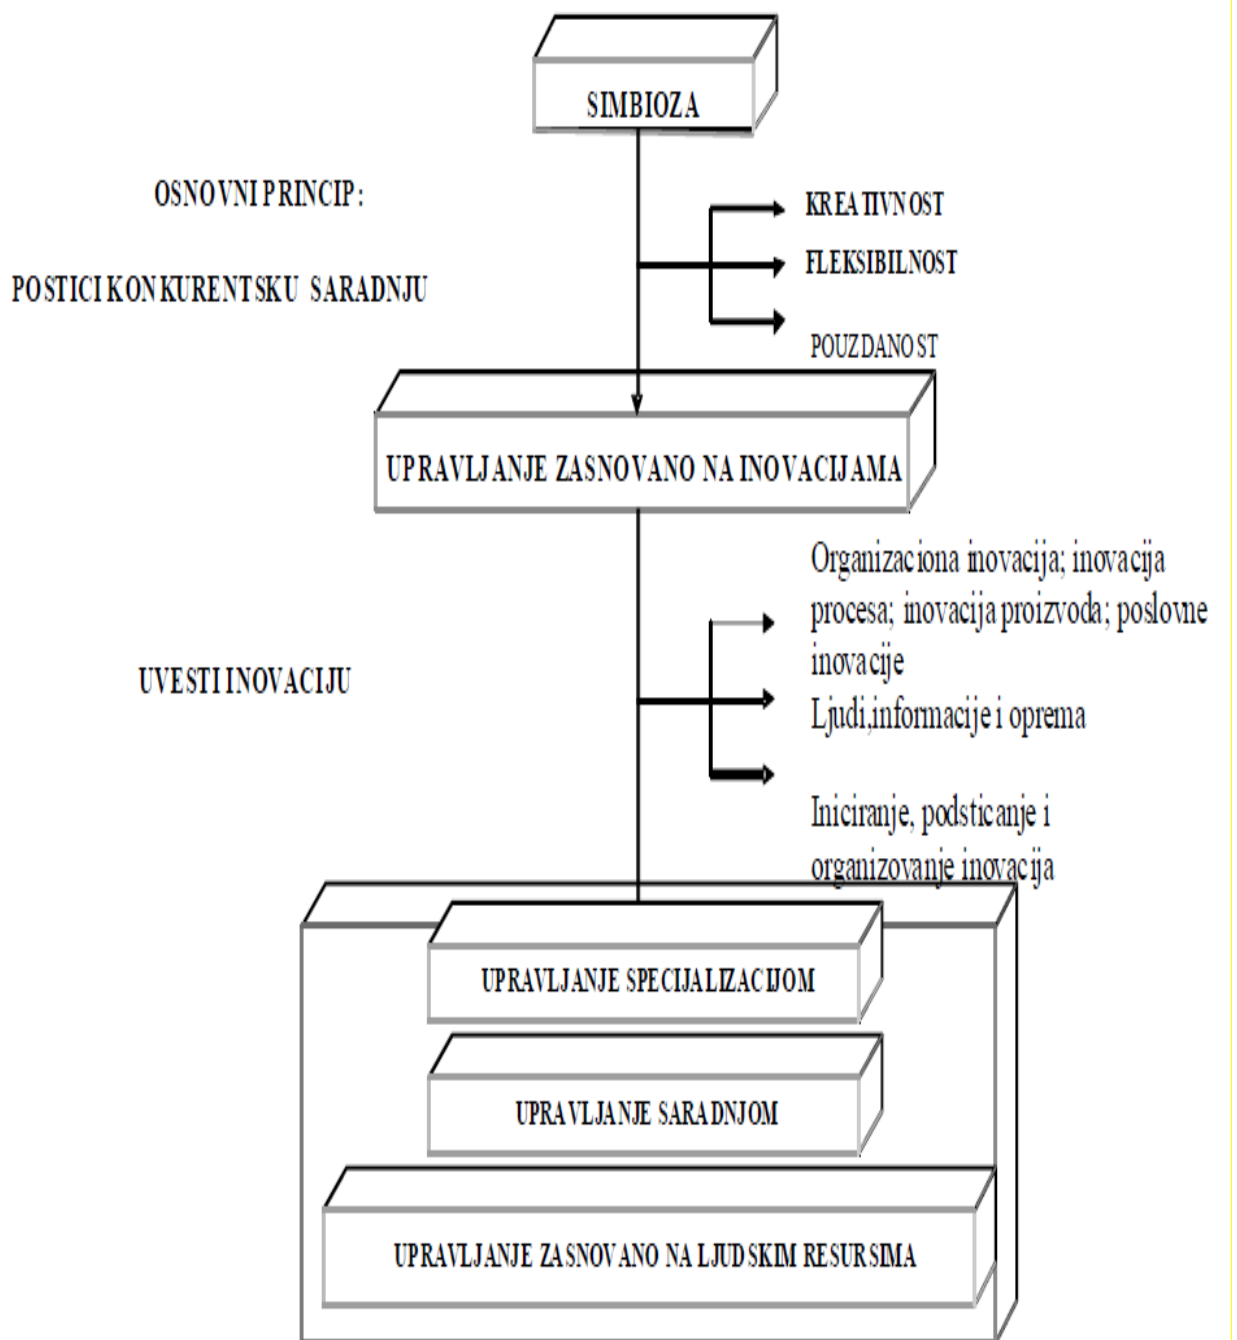 SIMBIOZA
OSNOVNI PRINCIP:
POSTICI KONKURENTSKU SARADNJU
KREATIVNOST
FLEKSIBILNOST
POUZDANOST
UPRAVLJANJE ZASNOVANO NA INOVACIJAMA
UVESTI INOVACIJU
Organizaciona inovacija; inovacija
procesa; inovacija proizvoda; poslovne
inovacije
Ljudi,informacije i oprema
Iniciranje, podsticanje i
organizovanje inovacija
UPRAVLJANJE SPECIJALIZACIJOM
UPRAVLJANJE SARADNJOM
UPRAVLJANJE ZASNOVANO NA LJUDSKIM RESURSIMA